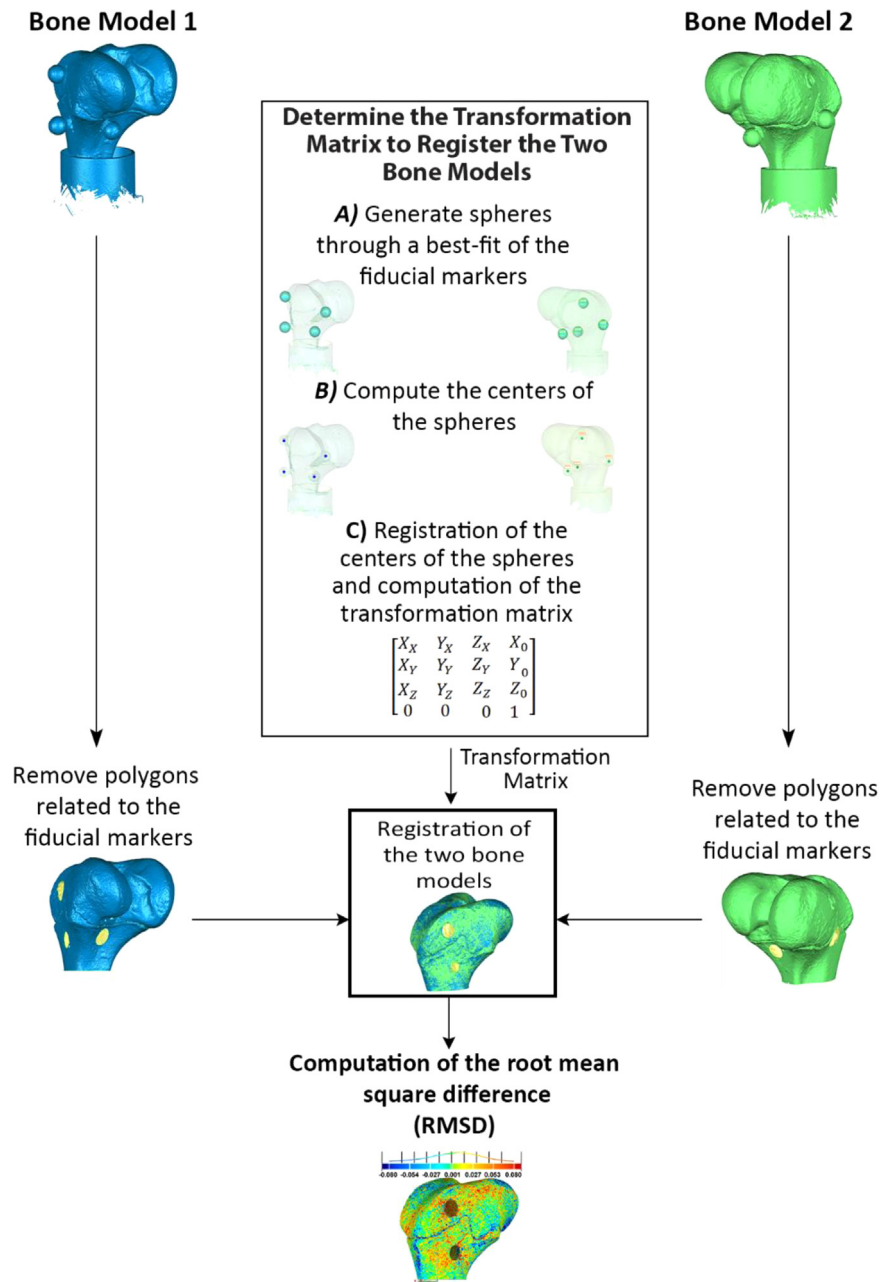 Bone Model 1
Bone Model 2
Determine the Transformation
Matrix to Register the Two
Bone Models
A) Generate spheres
through a best-fit of the
fiducial markers
B) Compute the centers of
the spheres
C) Registration of the
centers of the spheres
and computation of the
transformation matrix
X_X Y_X Z_X X_0
X_Y Y_Y Z_Y Y_0
X_Z Y_Z Z_Z Z_0
0 0 0 1
Transformation
Matrix
Remove polygons
related to the
fiducial markers
Registration of
the two bone
models
Remove polygons
related to the
fiducial markers
Computation of the root mean
square difference
(RMSD)
-0.080 -0.054 -0.027 0.001 0.027 0.053 0.080